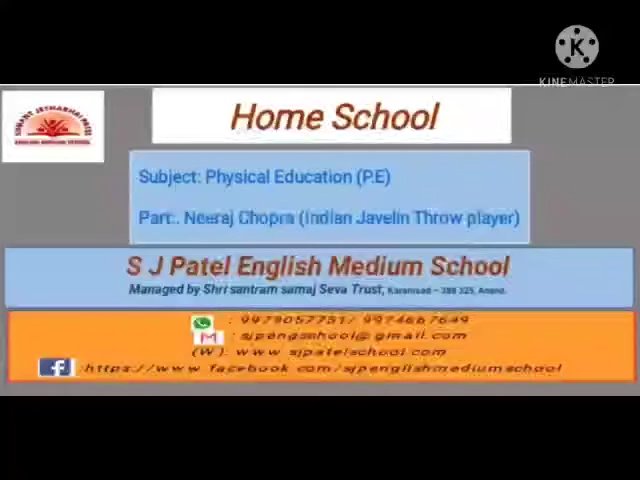 KINEMASTER
Home School
Subject: Physical Education (P.E)
Part:. Neeraj Chopra (Indian Javelin Throw player)
S J Patel English Medium School
Managed by Shri santram samaj Seva Trust, Karamsad – 388 325, Anand.
: 9979057751/ 9974667649
: sjpengschool@gmail.com
(W): www sjpatelschool com
: https://www facebook com/sjpenglishmediumschool